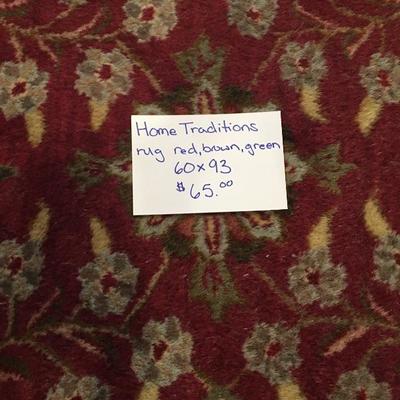 Home Traditions
rug red, brown, green
60x93
$65.00